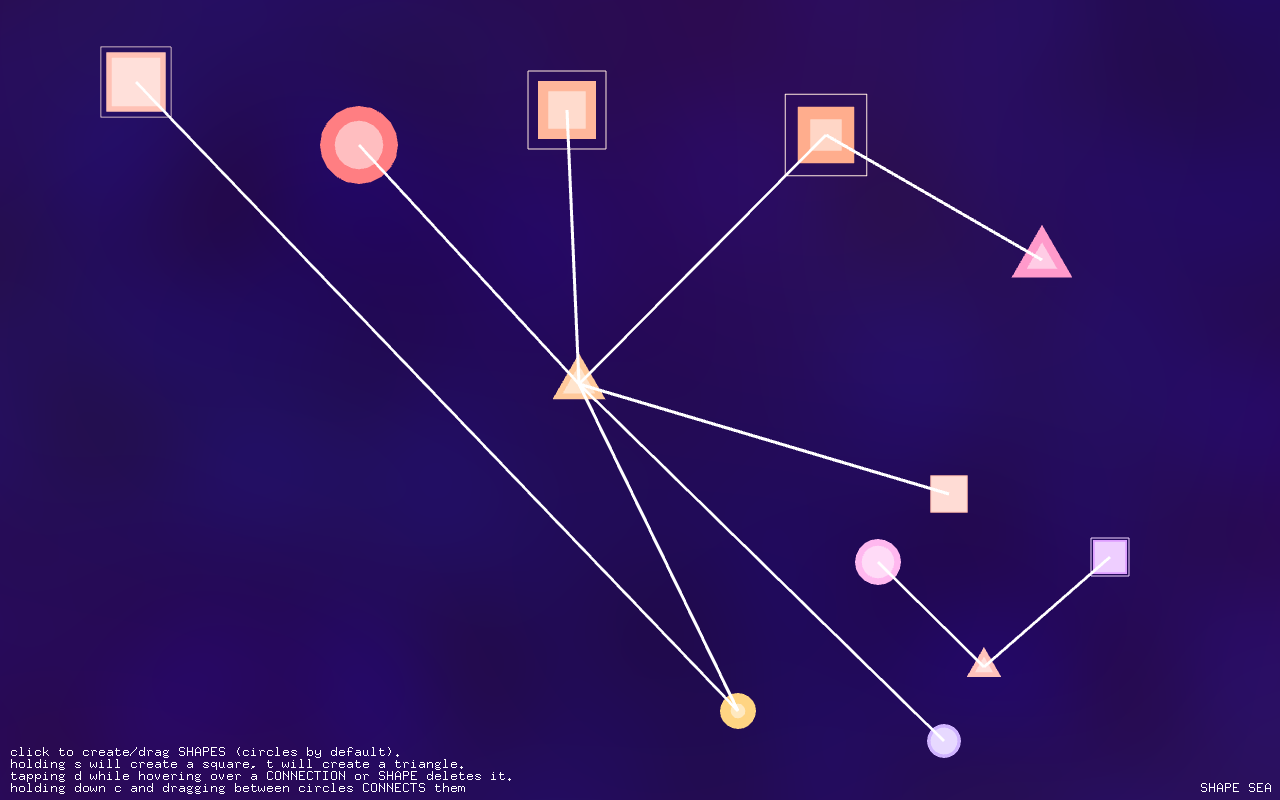 click to create/drag SHAPES (circles by default).
holding s will create a square, t will create a triangle.
tapping d while hovering over a CONNECTION or SHAPE deletes it.
holding down c and dragging between circles CONNECTS them
SHAPE SEA